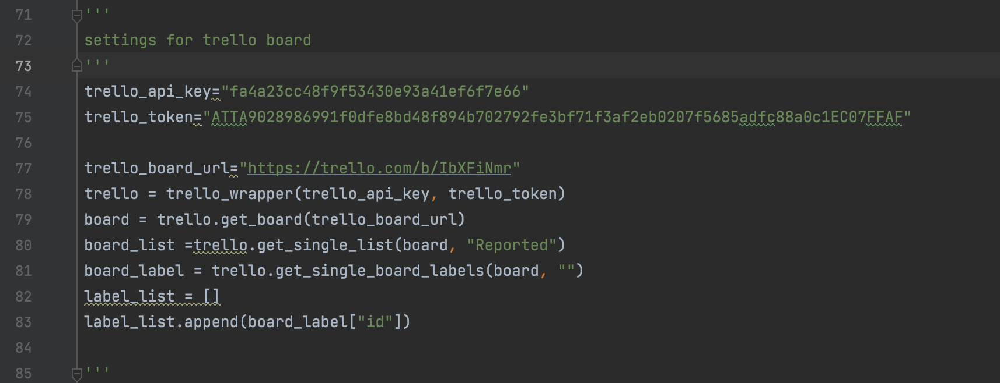 71 '''
72 settings for trello board
73 '''
74 trello_api_key="fa4a23cc48f9f53430e93a41ef6f7e66"
75 trello_token="ATTA9028986991f0dfe8bd48f894b702792fe3bf71f3af2eb0207f5685adfc88a0c1EC07FFAF"
76
77 trello_board_url="https://trello.com/b/IbXFiNmr"
78 trello = trello_wrapper(trello_api_key, trello_token)
79 board = trello.get_board(trello_board_url)
80 board_list =trello.get_single_list(board, "Reported")
81 board_label = trello.get_single_board_labels(board, "")
82 label_list = []
83 label_list.append(board_label["id"])
84
85 '''